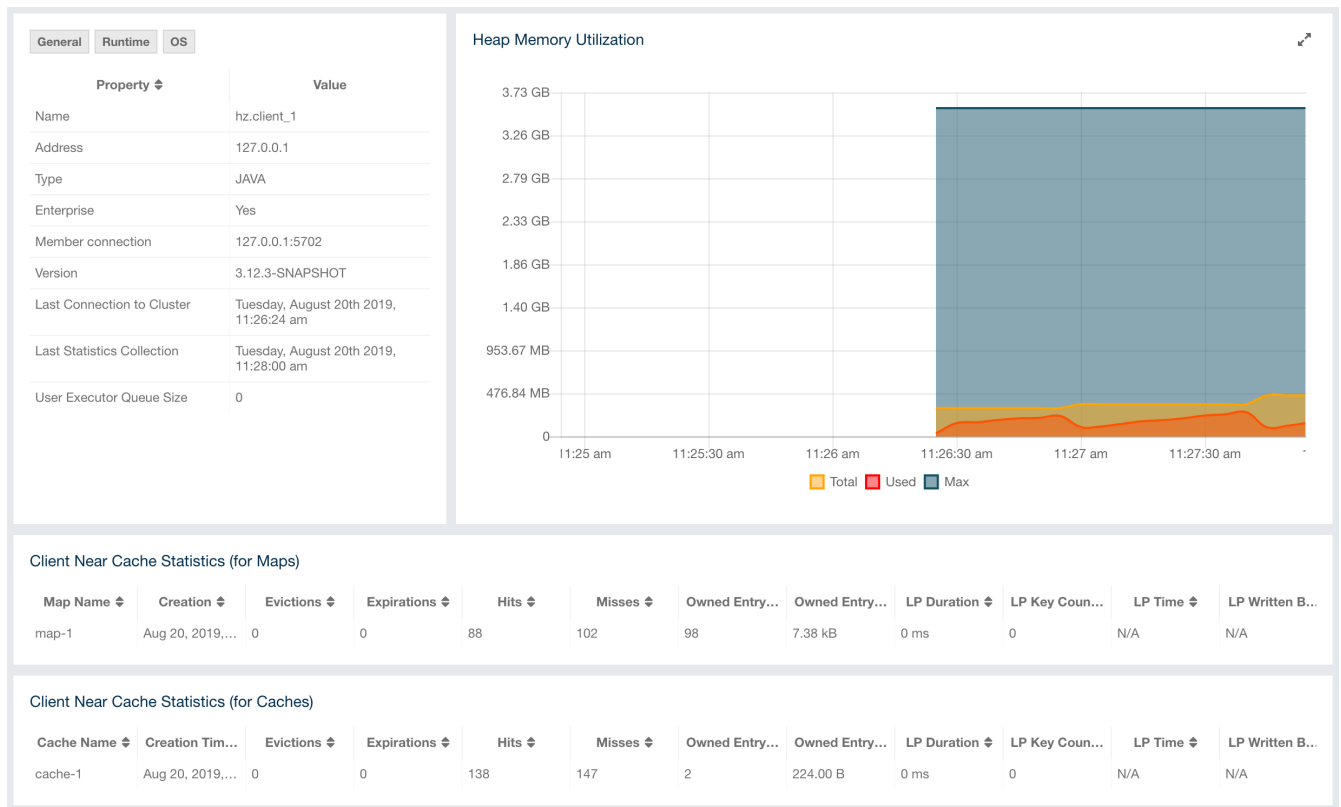 General Runtime OS
Property Value
Name hz.client_1
Address 127.0.0.1
Type JAVA
Enterprise Yes
Member connection 127.0.0.1:5702
Version 3.12.3-SNAPSHOT
Last Connection to Cluster Tuesday, August 20th 2019,
11:26:24 am
Last Statistics Collection Tuesday, August 20th 2019,
11:28:00 am
User Executor Queue Size 0
Heap Memory Utilization
3.73 GB
3.26 GB
2.79 GB
2.33 GB
1.86 GB
1.40 GB
953.67 MB
476.84 MB
0
11:25 am 11:25:30 am 11:26 am 11:26:30 am 11:27 am 11:27:30 am
Total Used Max
Client Near Cache Statistics (for Maps)
Map Name Creation Evictions Expirations Hits Misses Owned Entry... Owned Entry... LP Duration LP Key Coun... LP Time LP Written B...
map-1 Aug 20, 2019,... 0 0 88 102 98 7.38 kB 0 ms 0 N/A N/A
Client Near Cache Statistics (for Caches)
Cache Name Creation Tim... Evictions Expirations Hits Misses Owned Entry... Owned Entry... LP Duration LP Key Coun... LP Time LP Written B...
cache-1 Aug 20, 2019,... 0 0 138 147 2 224.00 B 0 ms 0 N/A N/A